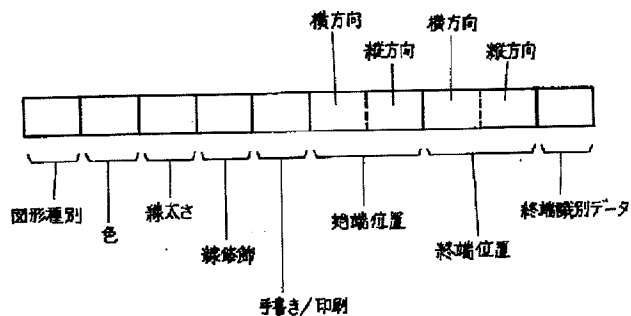 横方向
縦方向
横方向
縦方向
図形種別
色
線太さ
線修飾
手書き/印刷
始端位置
終端位置
終端識別データ